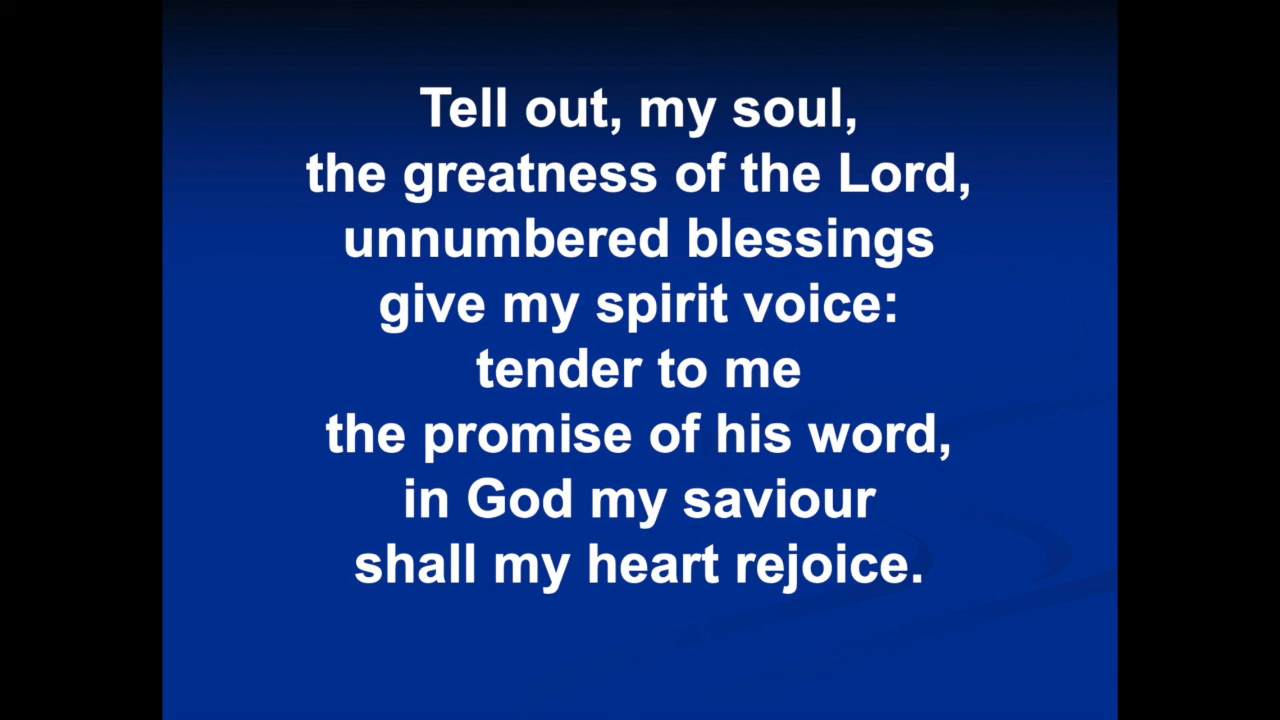 Tell out, my soul,
the greatness of the Lord,
unnumbered blessings
give my spirit voice:
tender to me
the promise of his word,
in God my saviour
shall my heart rejoice.